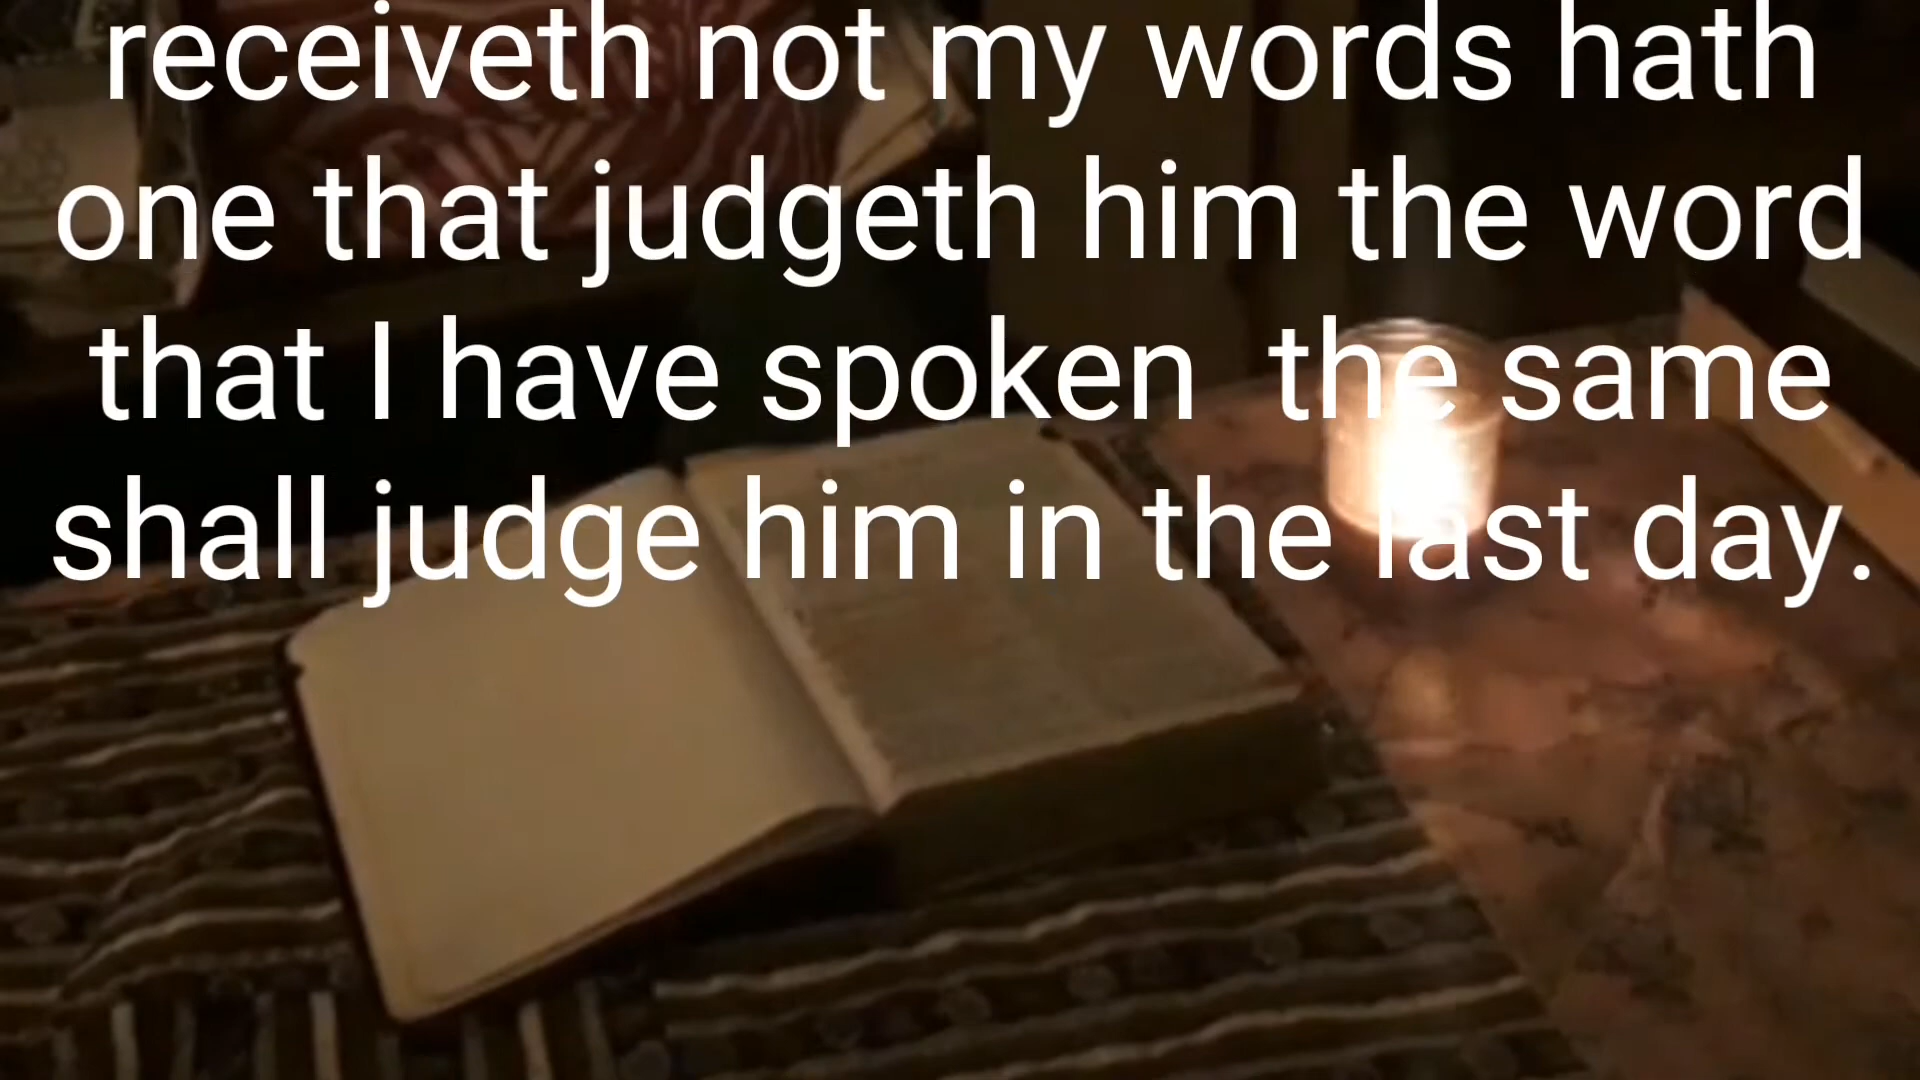 receiveth not my words hath
one that judgeth him the word
that I have spoken  the same
shall judge him in the last day.